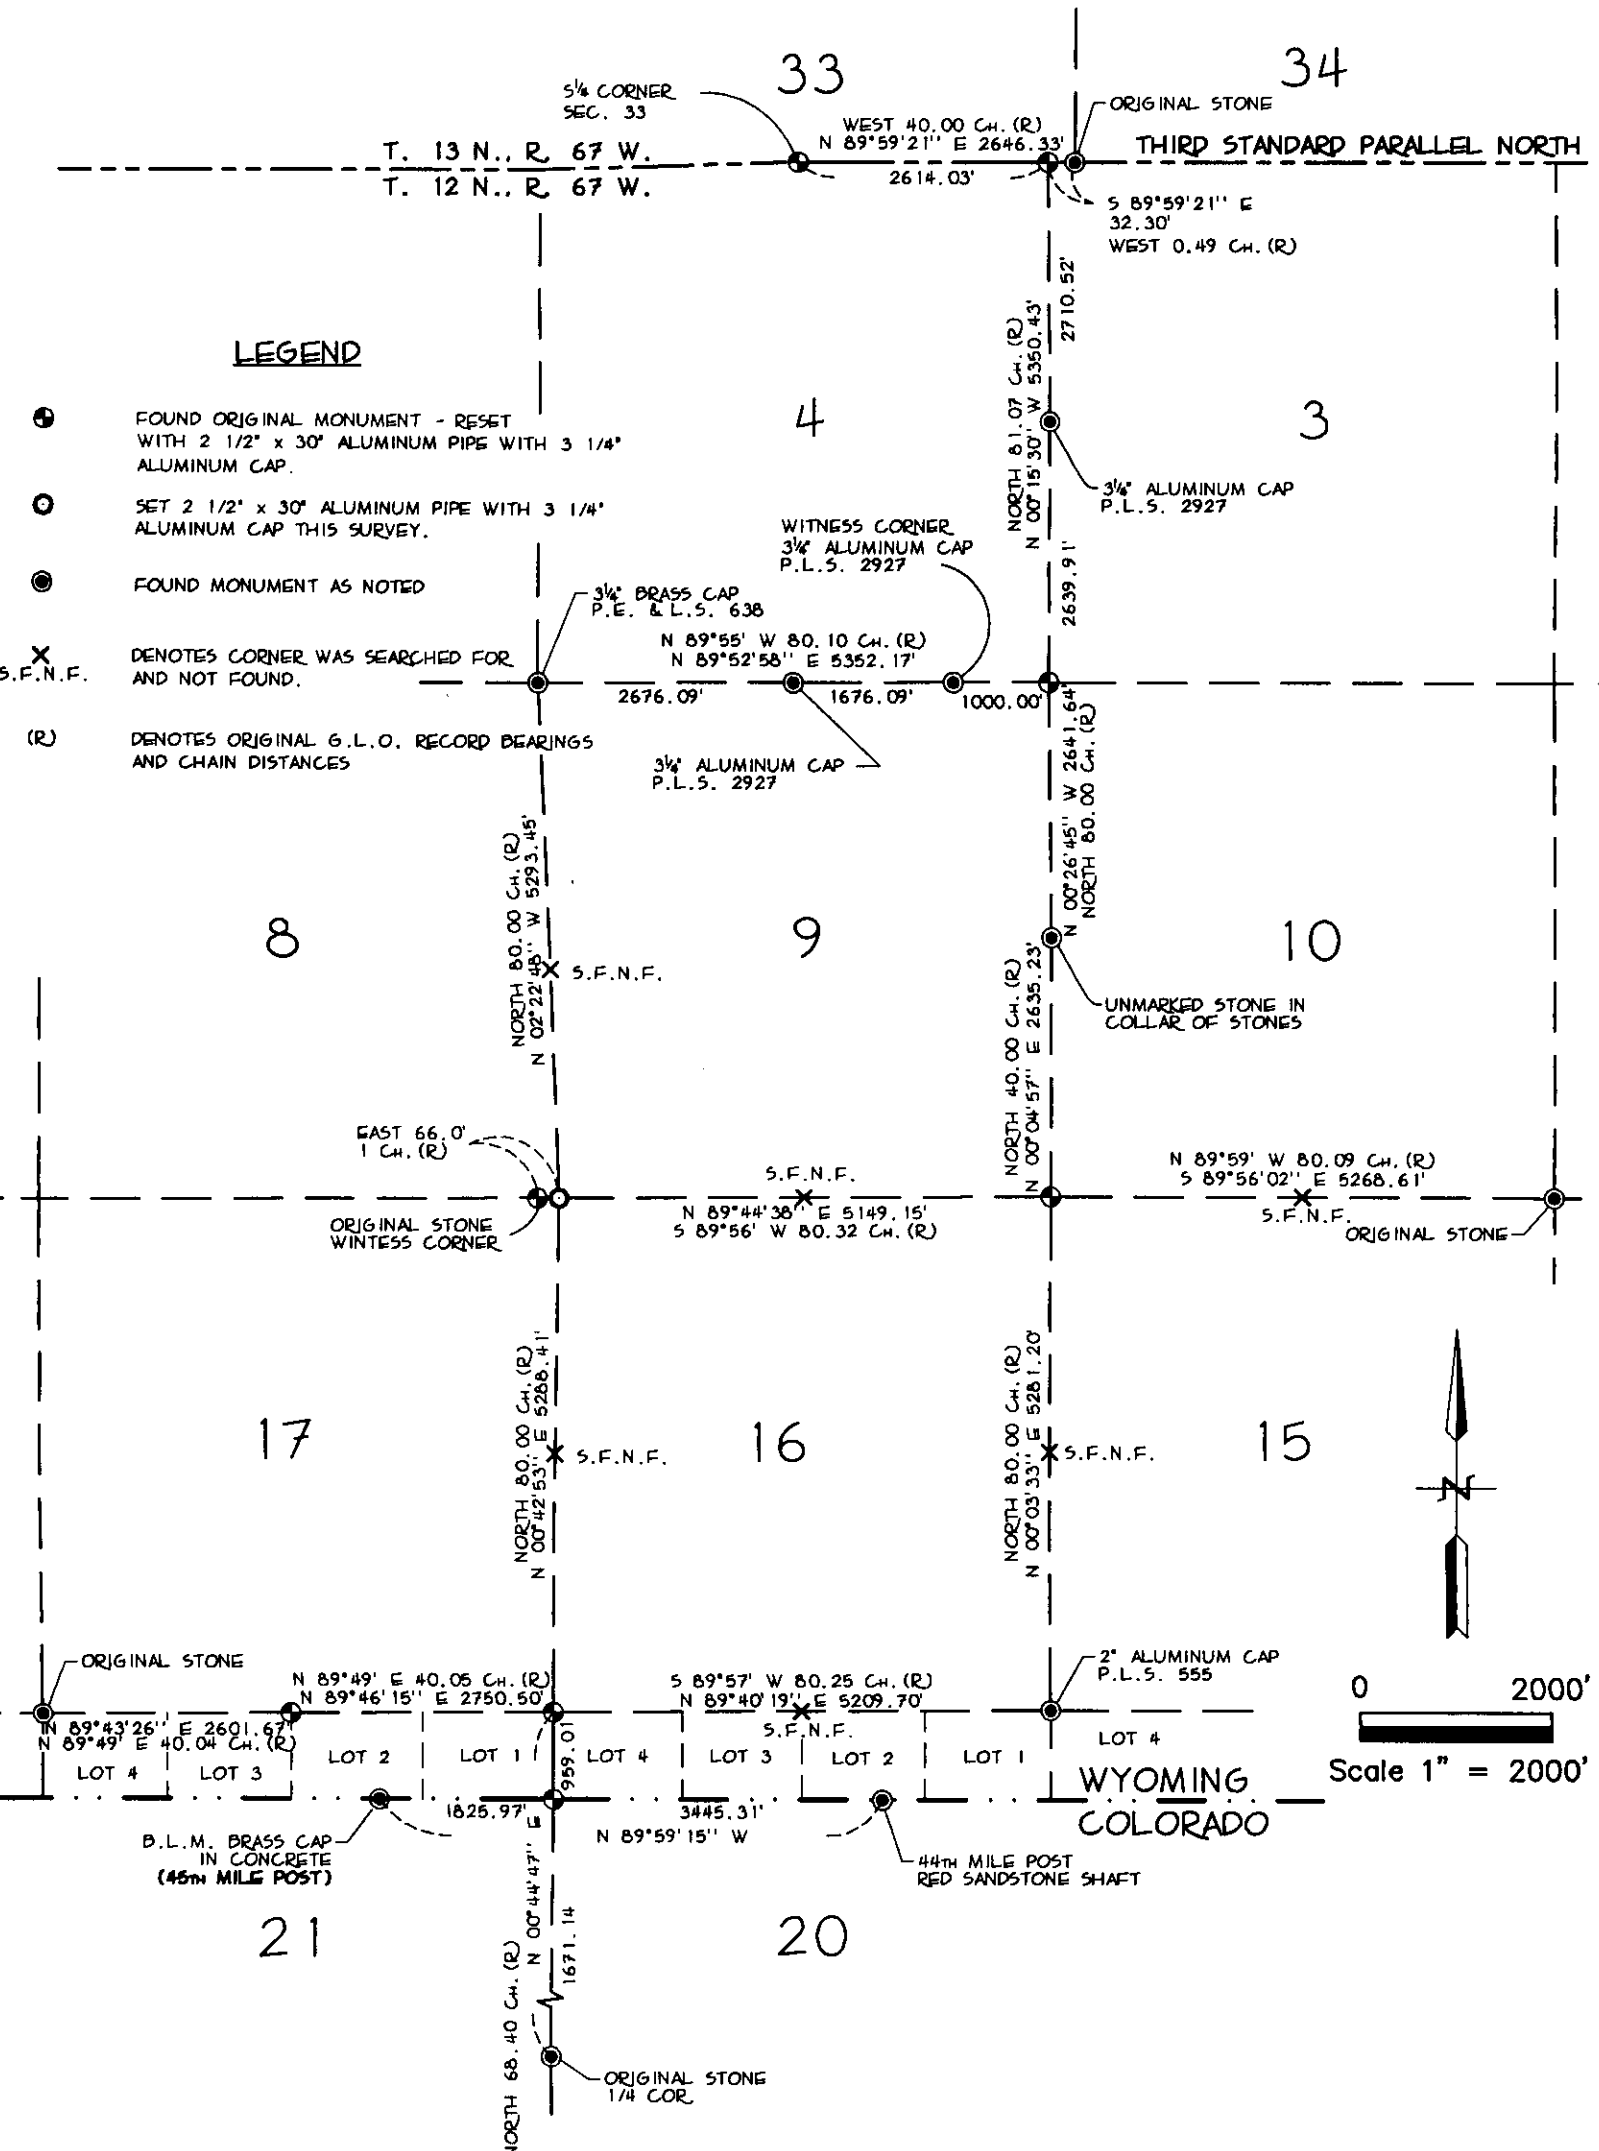 33
34
S¼ CORNER
SEC. 33
ORIGINAL STONE
WEST 40.00 CH. (R)
N 89°59'21" E 2646.33'
THIRD STANDARD PARALLEL NORTH
T. 13 N., R. 67 W.
T. 12 N., R. 67 W.
2614.03'
S 89°59'21" E
32.30'
WEST 0.49 CH. (R)
LEGEND
FOUND ORIGINAL MONUMENT - RESET
WITH 2 1/2" x 30" ALUMINUM PIPE WITH 3 1/4"
ALUMINUM CAP.
SET 2 1/2" x 30" ALUMINUM PIPE WITH 3 1/4"
ALUMINUM CAP THIS SURVEY.
FOUND MONUMENT AS NOTED
S.F.N.F.
DENOTES CORNER WAS SEARCHED FOR
AND NOT FOUND.
(R)
DENOTES ORIGINAL G.L.O. RECORD BEARINGS
AND CHAIN DISTANCES
4
3
NORTH 81.07 CH. (R)
N 00°15'30" W 5350.43'
2710.52'
2639.91'
3¼" ALUMINUM CAP
P.L.S. 2927
WITNESS CORNER
3¼" ALUMINUM CAP
P.L.S. 2927
3¼" BRASS CAP
P.E. & L.S. 638
N 89°55' W 80.10 CH. (R)
N 89°52'58" E 5352.17'
2676.09'
1676.09'
1000.00'
3¼" ALUMINUM CAP
P.L.S. 2927
N 00°26'45" W 2641.64'
NORTH 80.00 CH. (R)
NORTH 80.00 CH. (R)
N 02°22'48" W 5293.45'
8
9
10
S.F.N.F.
UNMARKED STONE IN
COLLAR OF STONES
NORTH 40.00 CH. (R)
N 00°04'57" E 2635.23'
EAST 66.0'
1 CH. (R)
S.F.N.F.
N 89°44'38" E 5149.15'
S 89°56' W 80.32 CH. (R)
N 89°59' W 80.09 CH. (R)
S 89°56'02" E 5268.61'
S.F.N.F.
ORIGINAL STONE
ORIGINAL STONE
WINTESS CORNER
NORTH 80.00 CH. (R)
N 00°42'53" E 5288.41'
NORTH 80.00 CH. (R)
N 00°03'33" E 5281.20'
17
16
15
S.F.N.F.
S.F.N.F.
N
ORIGINAL STONE
N 89°49' E 40.05 CH. (R)
N 89°46'15" E 2750.50'
S 89°57' W 80.25 CH. (R)
N 89°40'19" E 5209.70'
S.F.N.F.
2" ALUMINUM CAP
P.L.S. 555
0 2000'
Scale 1" = 2000'
N 89°43'26" E 2601.67'
N 89°49' E 40.04 CH. (R)
LOT 4
LOT 3
LOT 2
LOT 1
959.01
LOT 4
LOT 3
LOT 2
LOT 1
LOT 4
WYOMING
COLORADO
1825.97'
3445.31'
N 89°59'15" W
B.L.M. BRASS CAP
IN CONCRETE
(45TH MILE POST)
44TH MILE POST
RED SANDSTONE SHAFT
21
20
NORTH 68.40 CH. (R)
N 00°44'47" E
1671.14
ORIGINAL STONE
1/4 COR.